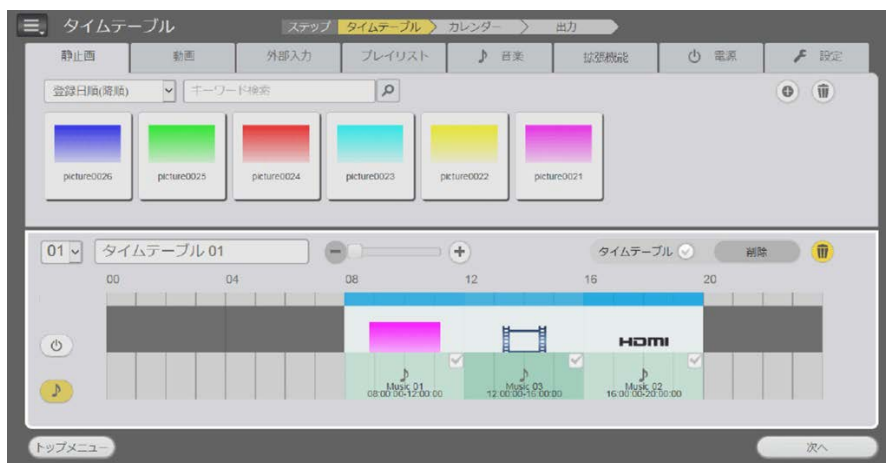 タイムテーブル
ステップ タイムテーブル カレンダー 出力
静止画 動画 外部入力 プレイリスト 音楽 拡張機能 電源 設定
登録日順(降順) キーワード検索
picture0026 picture0025 picture0024 picture0023 picture0022 picture0021
01 タイムテーブル 01 タイムテーブル 削除
00 04 08 12 16 20
HDMI
Music 01 Music 03 Music 02
08:00:00-12:00:00 12:00:00-16:00:00 16:00:00-20:00:00
トップメニュー 次へ